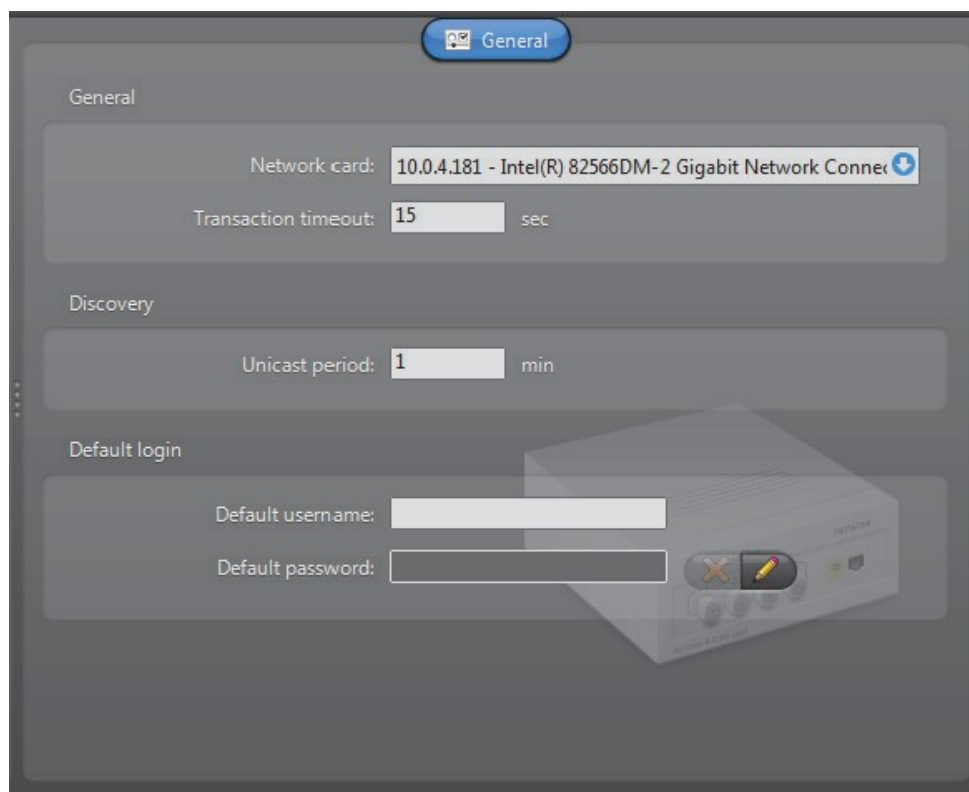 General
General
Network card: 10.0.4.181 - Intel(R) 82566DM-2 Gigabit Network Connec
Transaction timeout: 15 sec
Discovery
Unicast period: 1 min
Default login
Default username:
NETWORK
Default password: